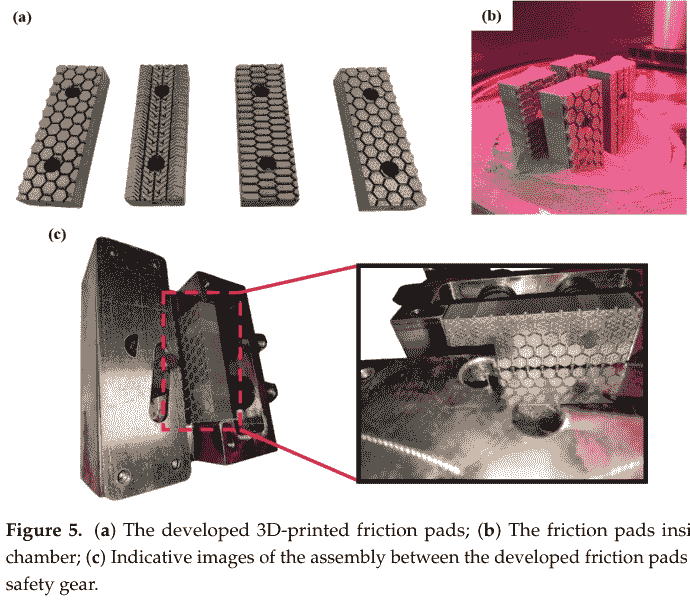 (a)
(b)
(c)
Figure 5. (a) The developed 3D-printed friction pads; (b) The friction pads insi
chamber; (c) Indicative images of the assembly between the developed friction pads
safety gear.